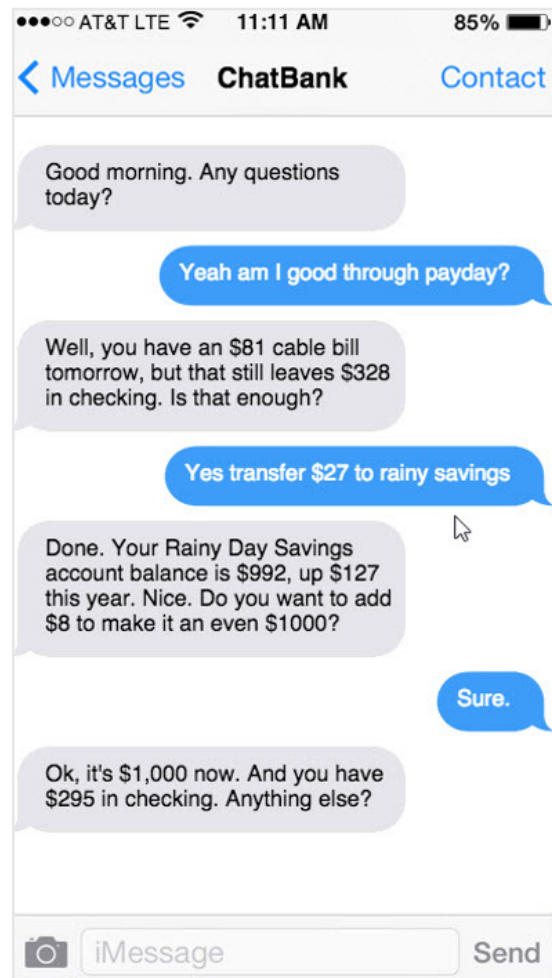 AT&T LTE 11:11 AM 85%
Messages ChatBank Contact
Good morning. Any questions
today?
Yeah am I good through payday?
Well, you have an $81 cable bill
tomorrow, but that still leaves $328
in checking. Is that enough?
Yes transfer $27 to rainy savings
Done. Your Rainy Day Savings
account balance is $992, up $127
this year. Nice. Do you want to add
$8 to make it an even $1000?
Sure.
Ok, it's $1,000 now. And you have
$295 in checking. Anything else?
iMessage Send